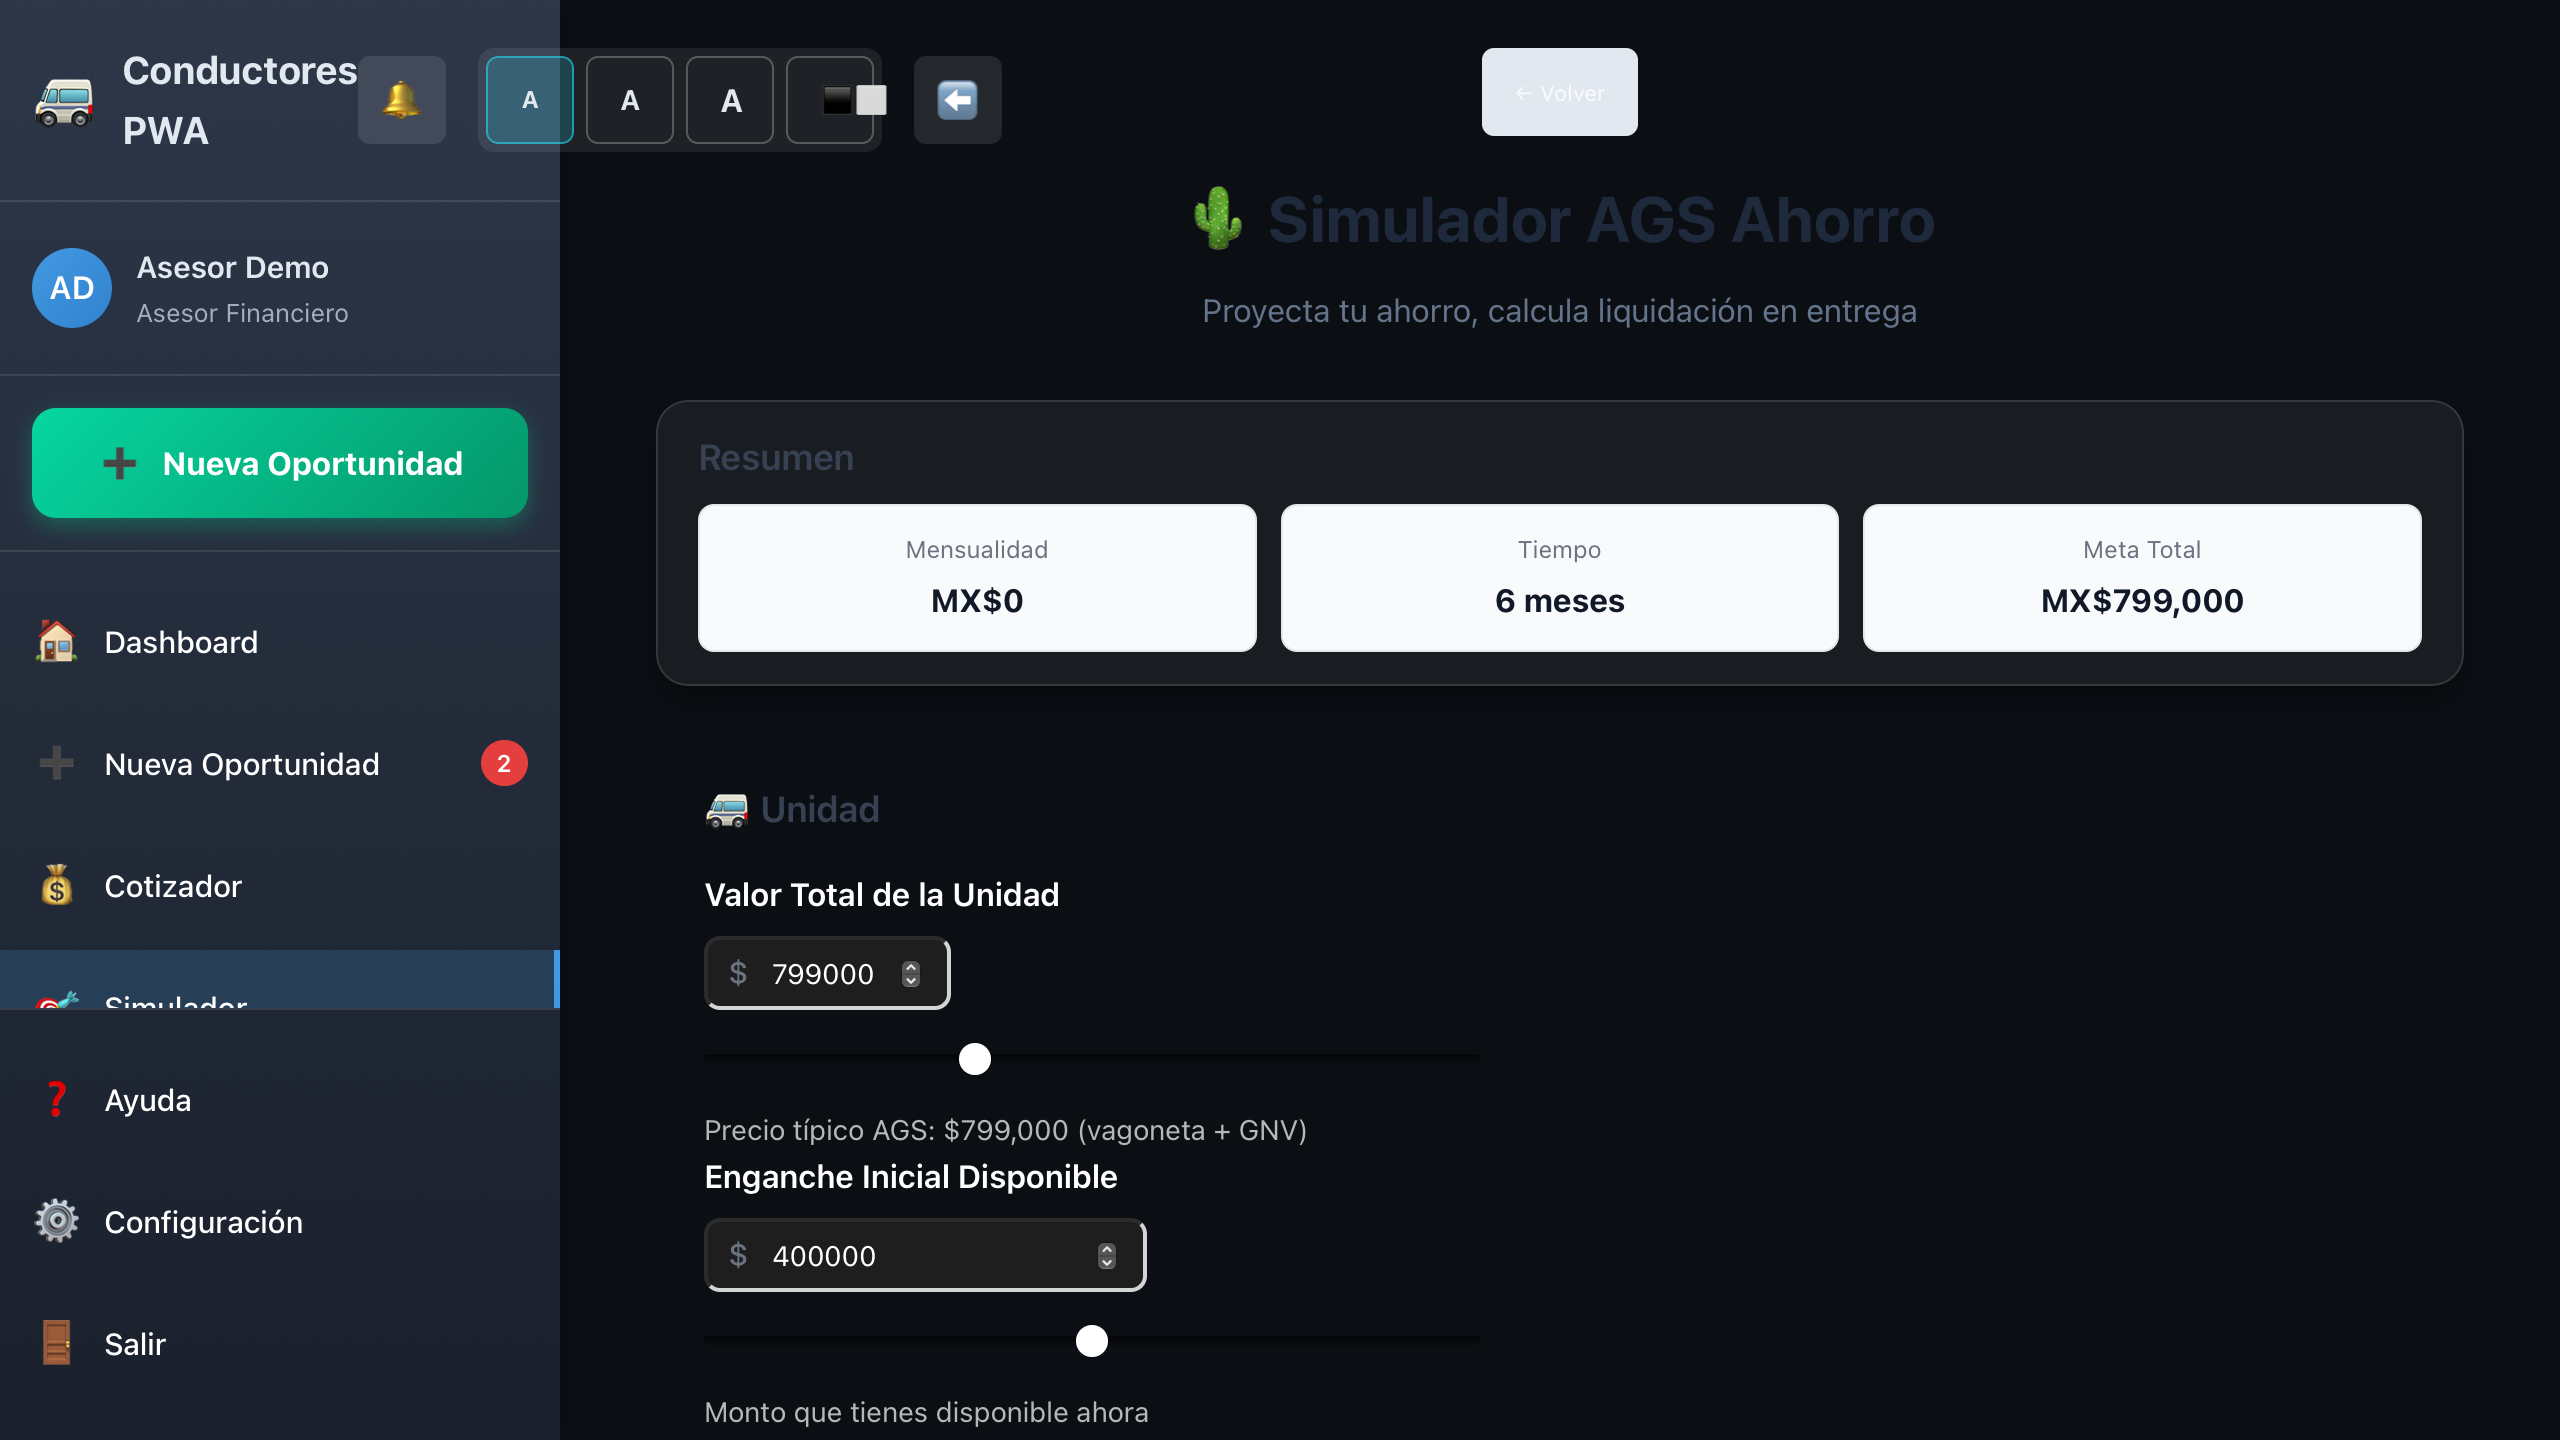 Conductores
PWA
A
A
A
← Volver
AD
Asesor Demo
Asesor Financiero
Nueva Oportunidad
Dashboard
Nueva Oportunidad
2
Cotizador
Simulador
Ayuda
Configuración
Salir
Simulador AGS Ahorro
Proyecta tu ahorro, calcula liquidación en entrega
Resumen
Mensualidad
MX$0
Tiempo
6 meses
Meta Total
MX$799,000
Unidad
Valor Total de la Unidad
$ 799000
Precio típico AGS: $799,000 (vagoneta + GNV)
Enganche Inicial Disponible
$ 400000
Monto que tienes disponible ahora